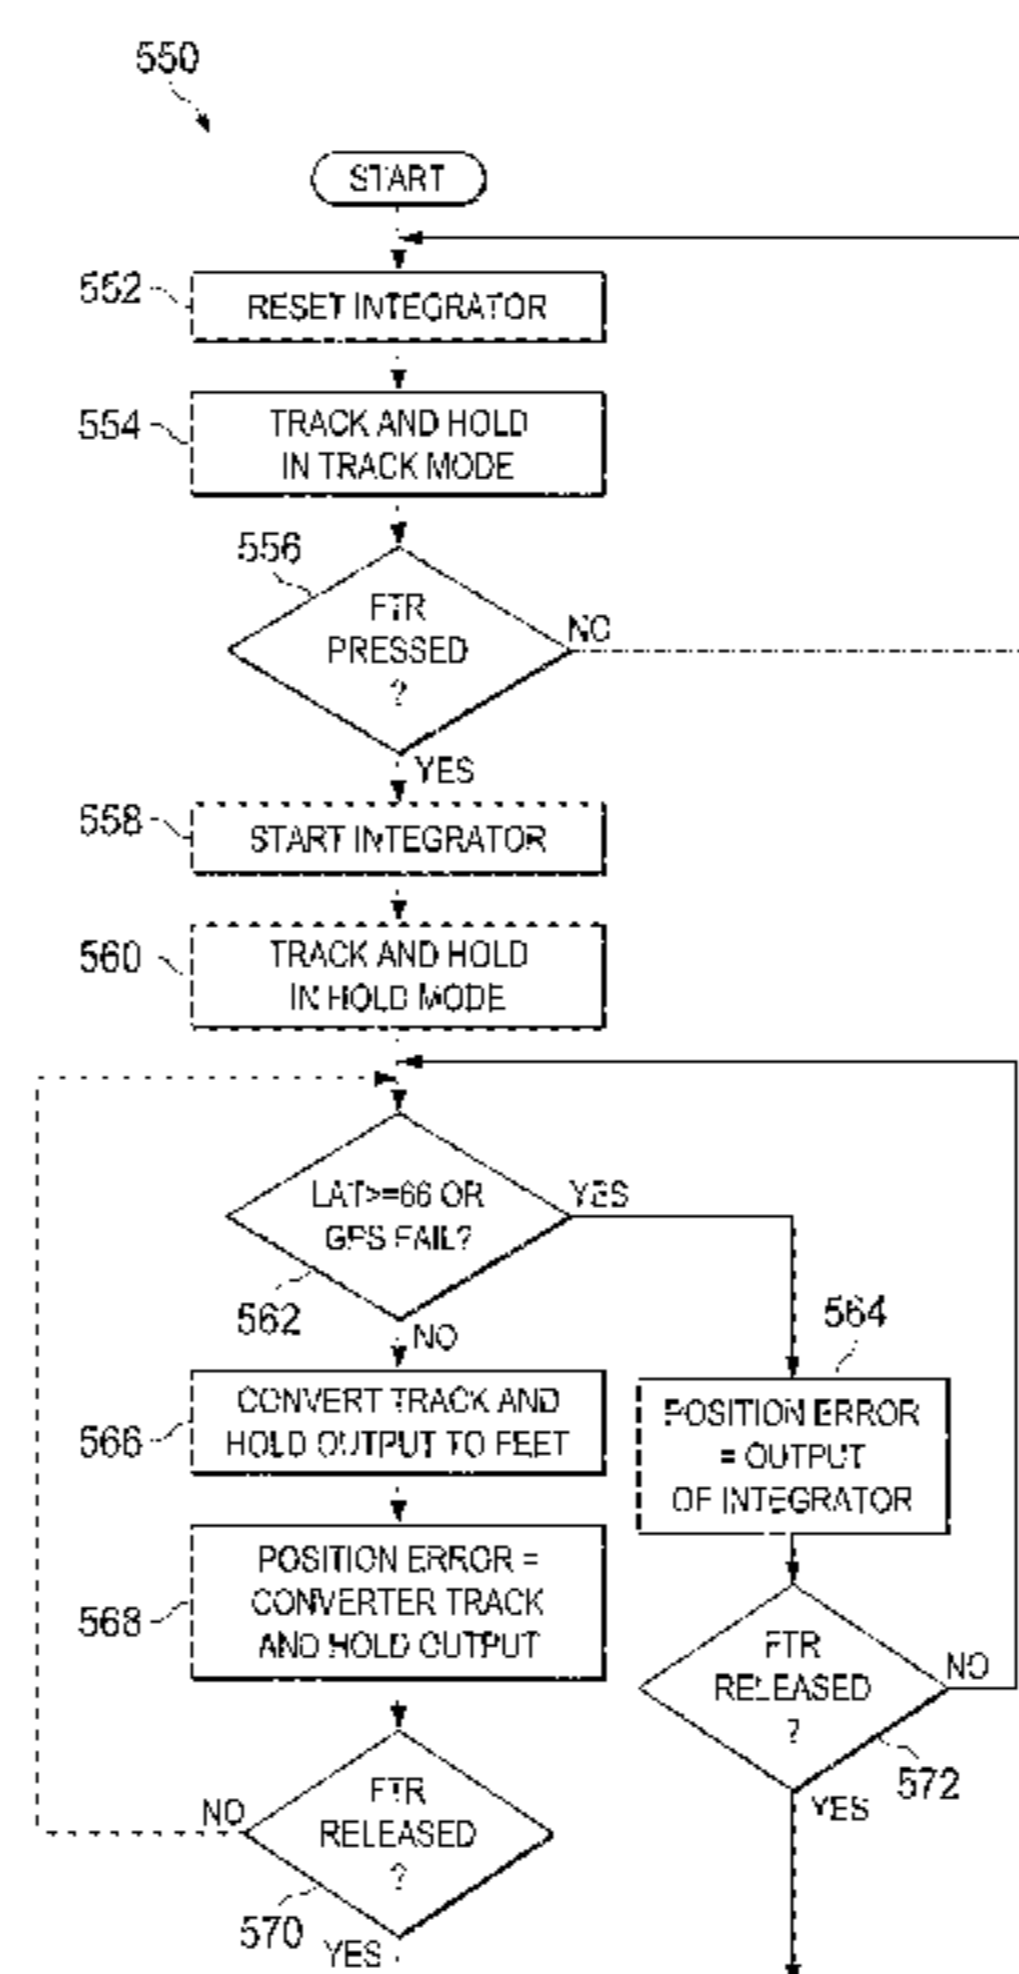 550
START
552
RESET INTEGRATOR
554
TRACK AND HOLD
IN TRACK MODE
556
FTR
PRESSED
?
NO
YES
558
START INTEGRATOR
560
TRACK AND HOLD
IN HOLD MODE
LAT>=66 OR
GPS FAIL?
YES
562
NO
564
566
CONVERT TRACK AND
HOLD OUTPUT TO FEET
POSITION ERROR
= OUTPUT
OF INTEGRATOR
568
POSITION ERROR =
CONVERTER TRACK
AND HOLD OUTPUT
FTR
RELEASED
?
NO
572
YES
FTR
RELEASED
?
NO
570
YES